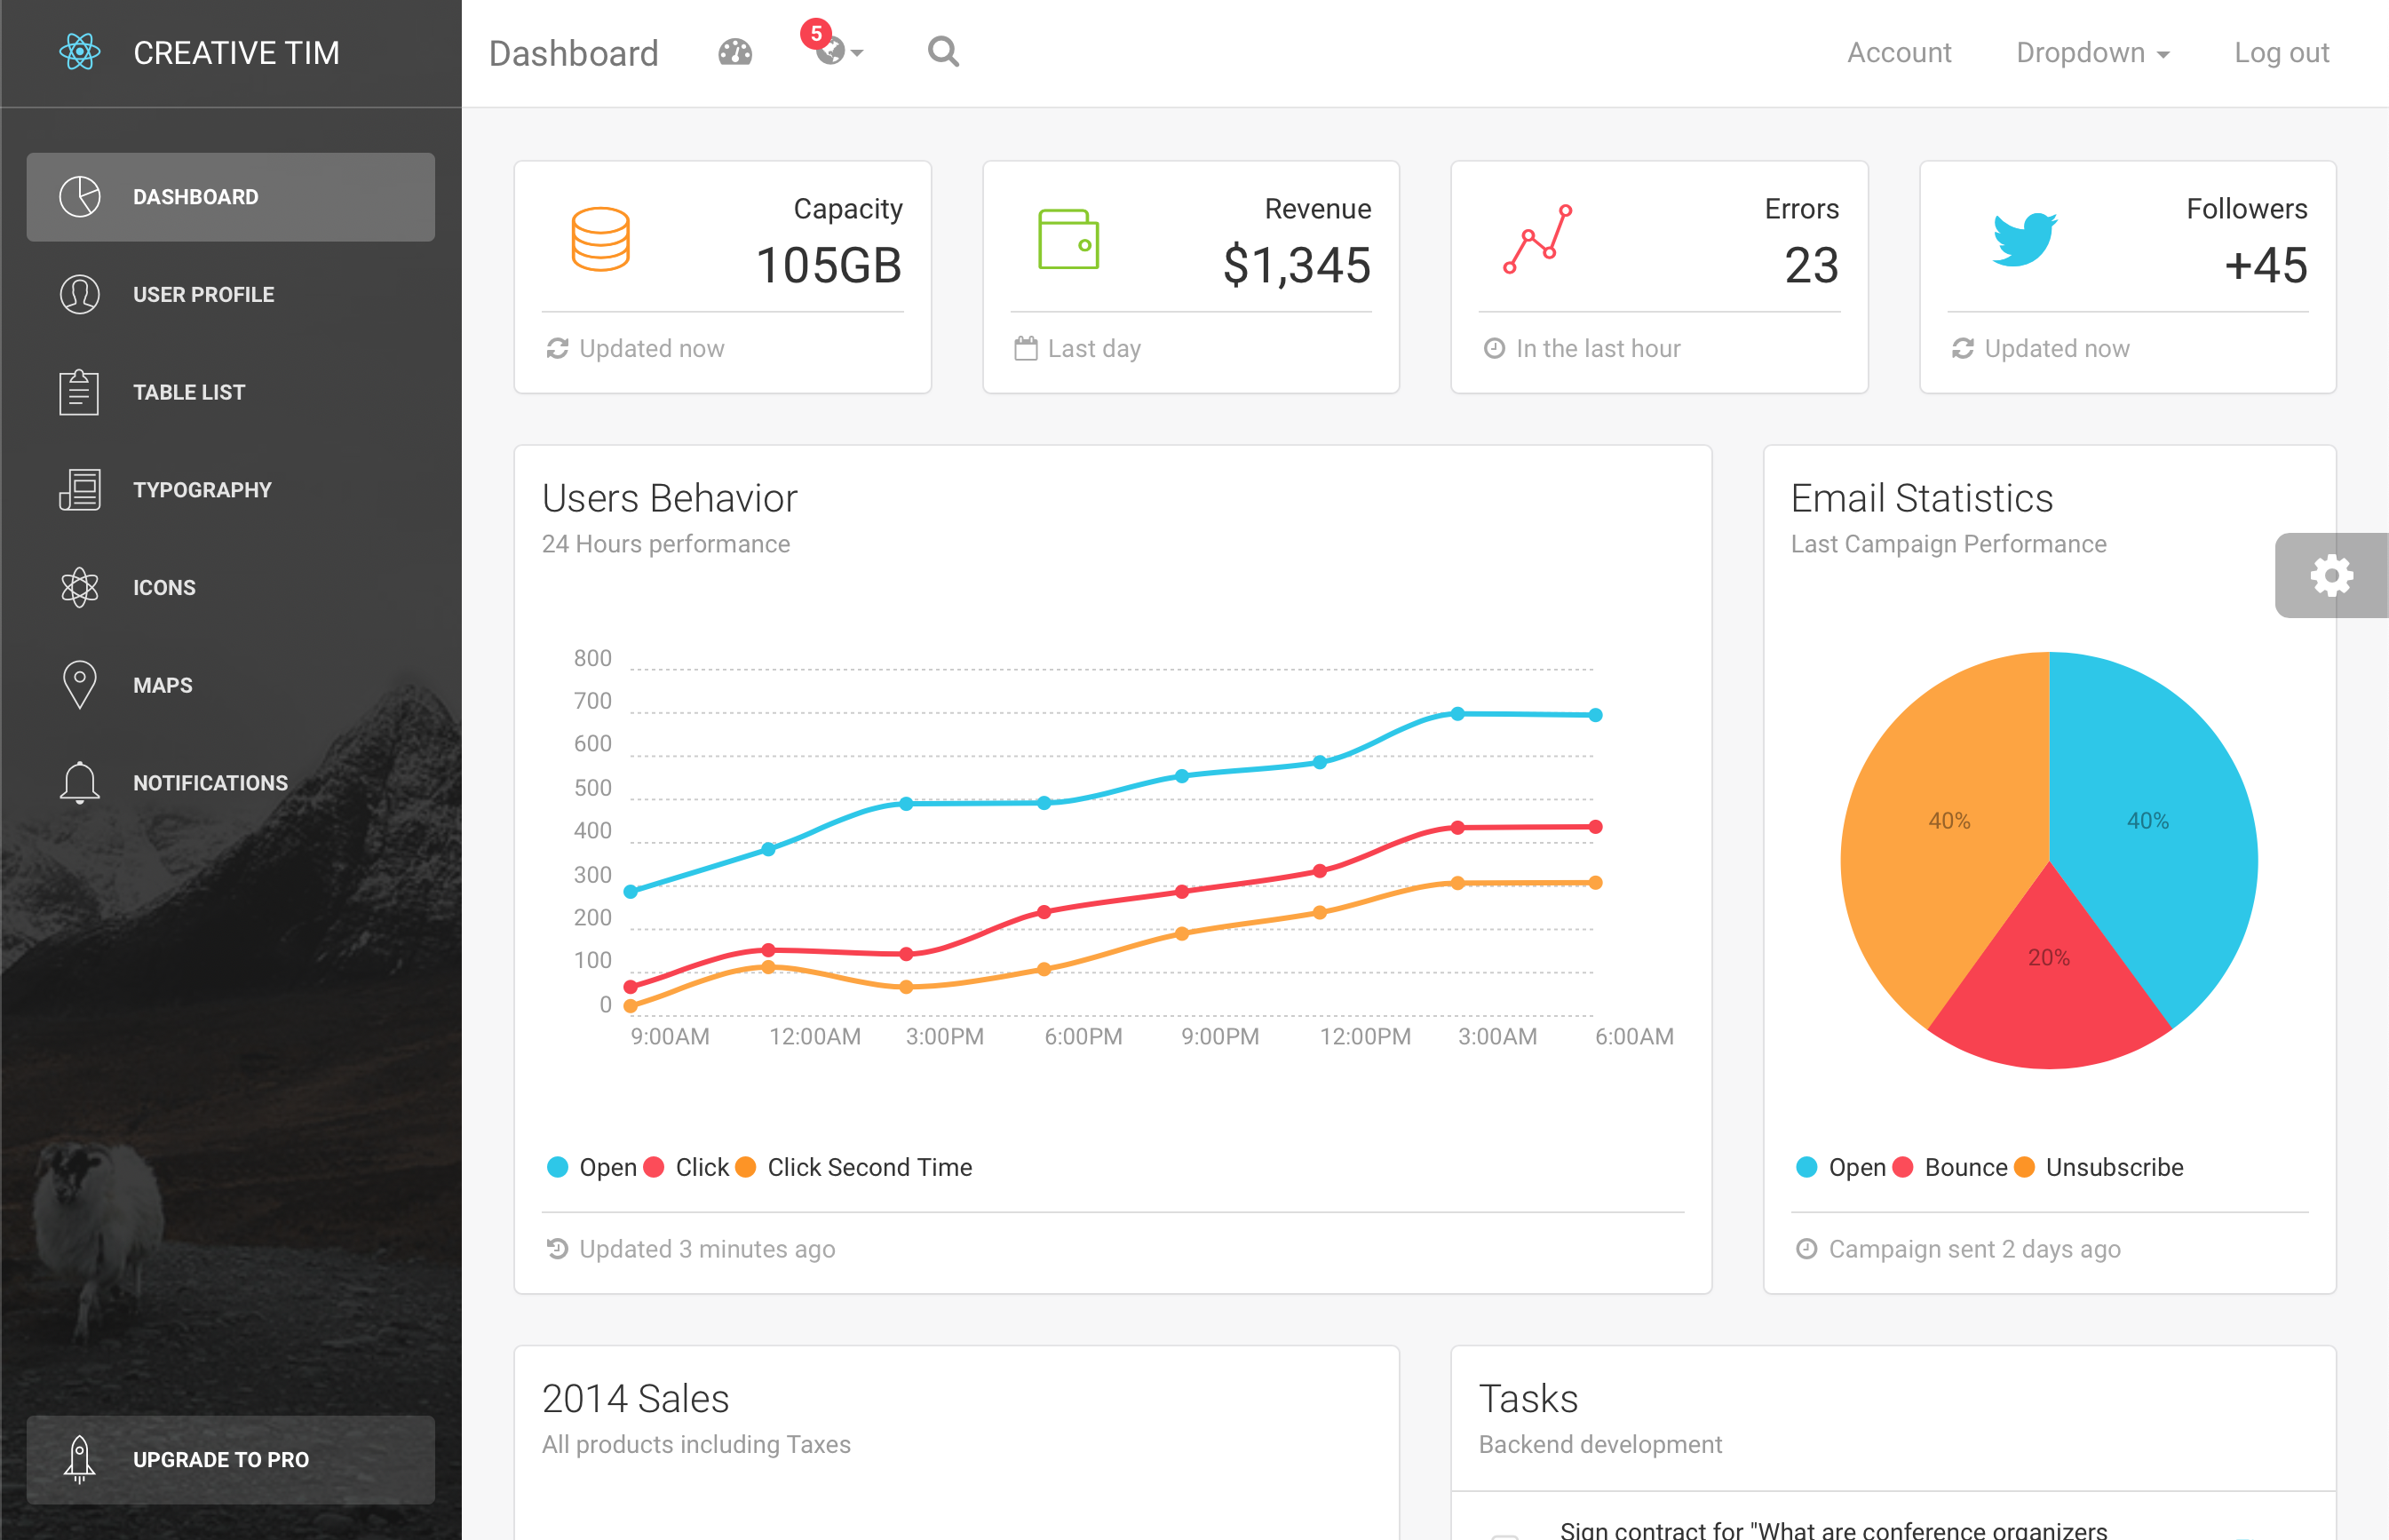 CREATIVE TIM
DASHBOARD
USER PROFILE
TABLE LIST
TYPOGRAPHY
ICONS
MAPS
NOTIFICATIONS
UPGRADE TO PRO
Dashboard
5
Account
Dropdown
Log out
Capacity
105GB
Updated now
Revenue
$1,345
Last day
Errors
23
In the last hour
Followers
+45
Updated now
Users Behavior
24 Hours performance
800
700
600
500
400
300
200
100
0
9:00AM 12:00AM 3:00PM 6:00PM 9:00PM 12:00PM 3:00AM 6:00AM
Open Click Click Second Time
Updated 3 minutes ago
Email Statistics
Last Campaign Performance
40% 40%
20%
Open Bounce Unsubscribe
Campaign sent 2 days ago
2014 Sales
All products including Taxes
Tasks
Backend development
Sign contract for "What are conference organizers